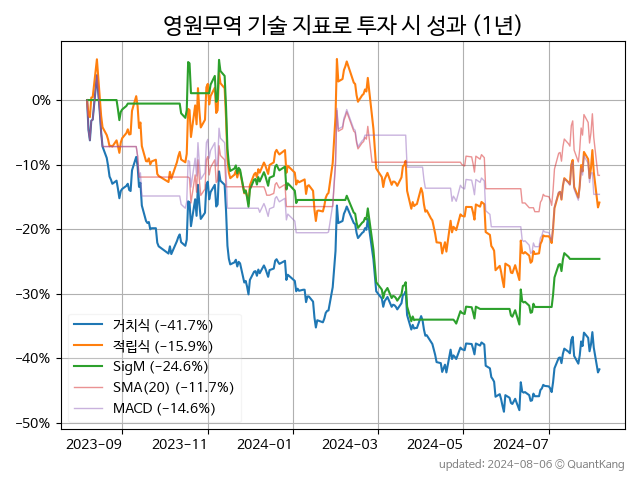 영원무역 기술 지표로 투자 시 성과 (1년)
0%
−10%
−20%
−30%
−40%
−50%
거치식 (−41.7%)
적립식 (−15.9%)
SigM (−24.6%)
SMA(20) (−11.7%)
MACD (−14.6%)
2023-09
2023-11
2024-01
2024-03
2024-05
2024-07
updated: 2024-08-06 © QuantKang